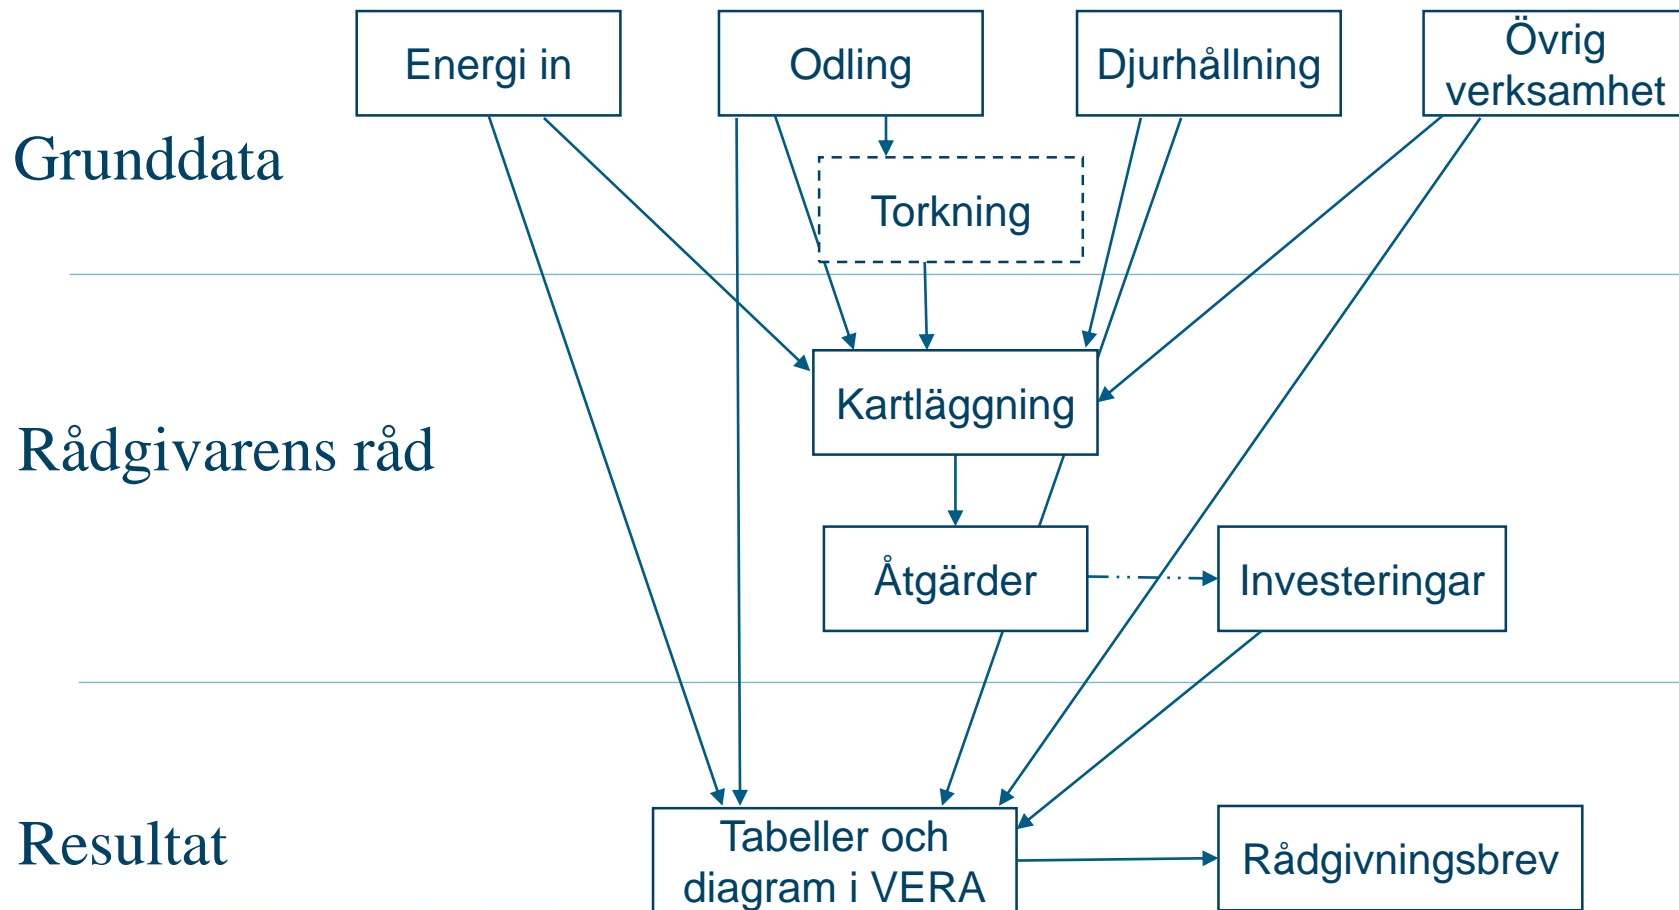 Energi in
Odling
Djurhållning
Övrig
verksamhet
Grunddata
Torkning
Kartläggning
Rådgivarens råd
Åtgärder
Investeringar
Resultat
Tabeller och
diagram i VERA
Rådgivningsbrev